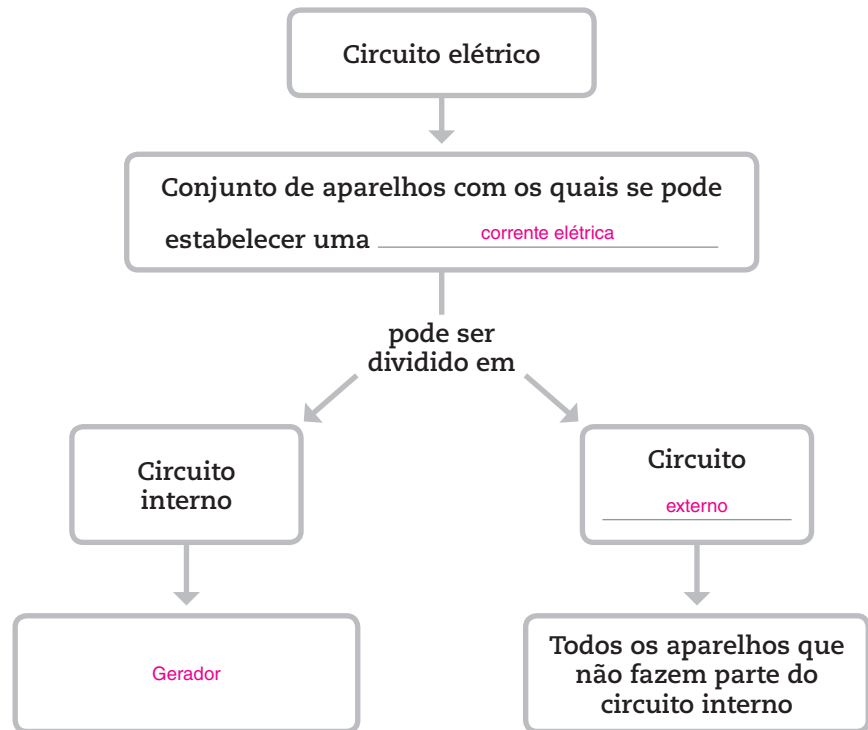 Circuito elétrico
Conjunto de aparelhos com os quais se pode
estabelecer uma corrente elétrica
pode ser
dividido em
Circuito
interno
Circuito
externo
Gerador
Todos os aparelhos que
não fazem parte do
circuito interno